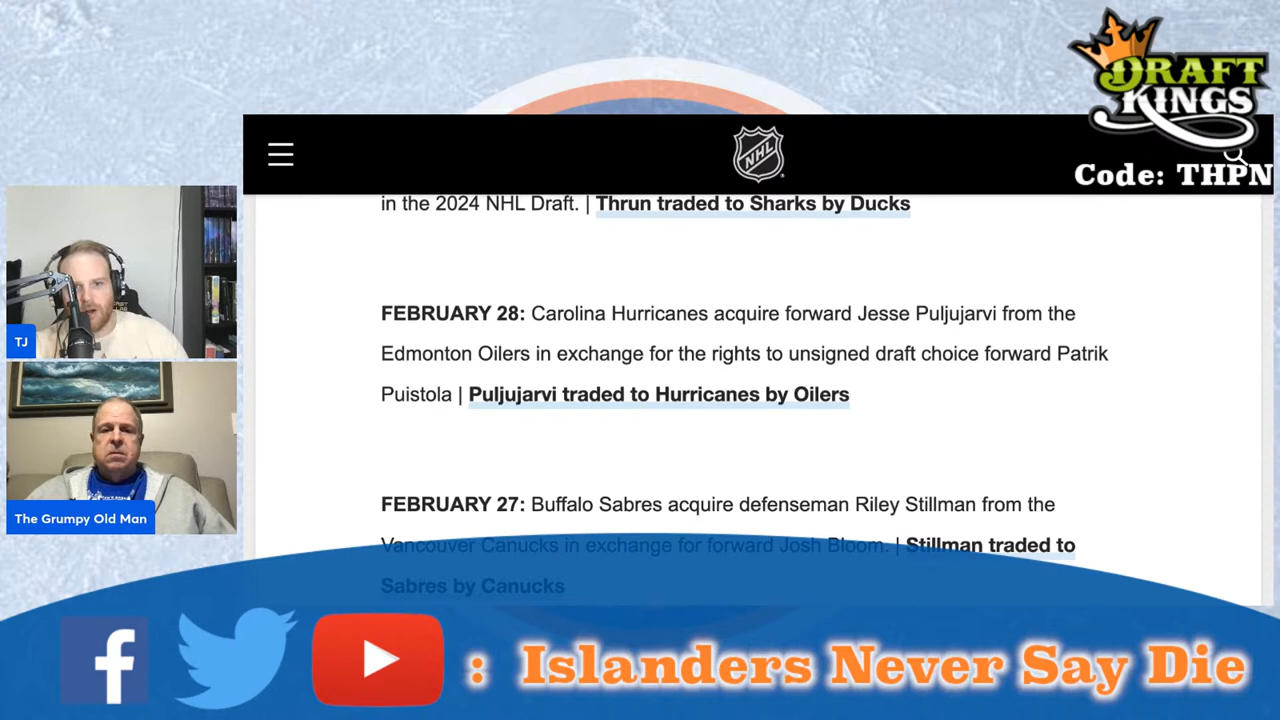 DRAFT
KINGS
Code: THPN
NHL
in the 2024 NHL Draft. | Thrun traded to Sharks by Ducks
FEBRUARY 28: Carolina Hurricanes acquire forward Jesse Puljujarvi from the
Edmonton Oilers in exchange for the rights to unsigned draft choice forward Patrik
Puistola | Puljujarvi traded to Hurricanes by Oilers
FEBRUARY 27: Buffalo Sabres acquire defenseman Riley Stillman from the
Vancouver Canucks in exchange for forward Josh Bloom. | Stillman traded to
Sabres by Canucks
TJ
The Grumpy Old Man
f
: Islanders Never Say Die